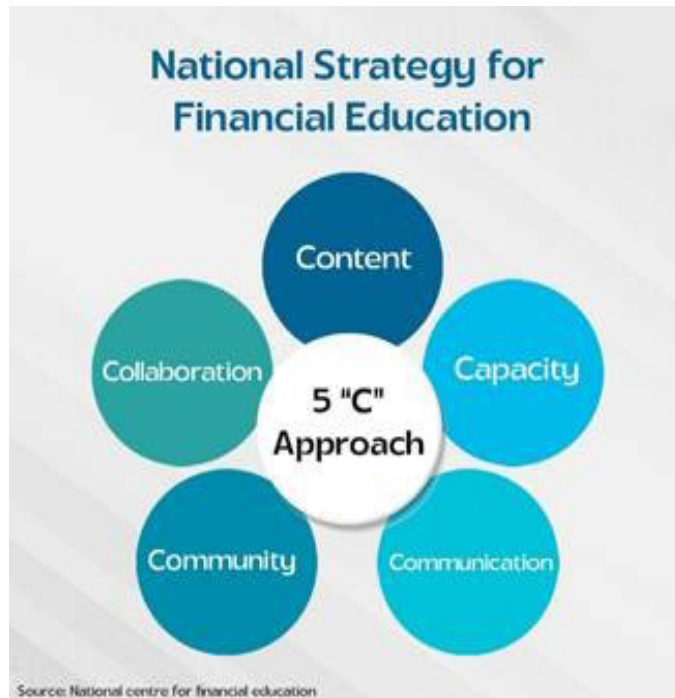 National Strategy for
Financial Education
Content
Collaboration
Capacity
5 "C"
Approach
Community
Communication
Source: National centre for financial education